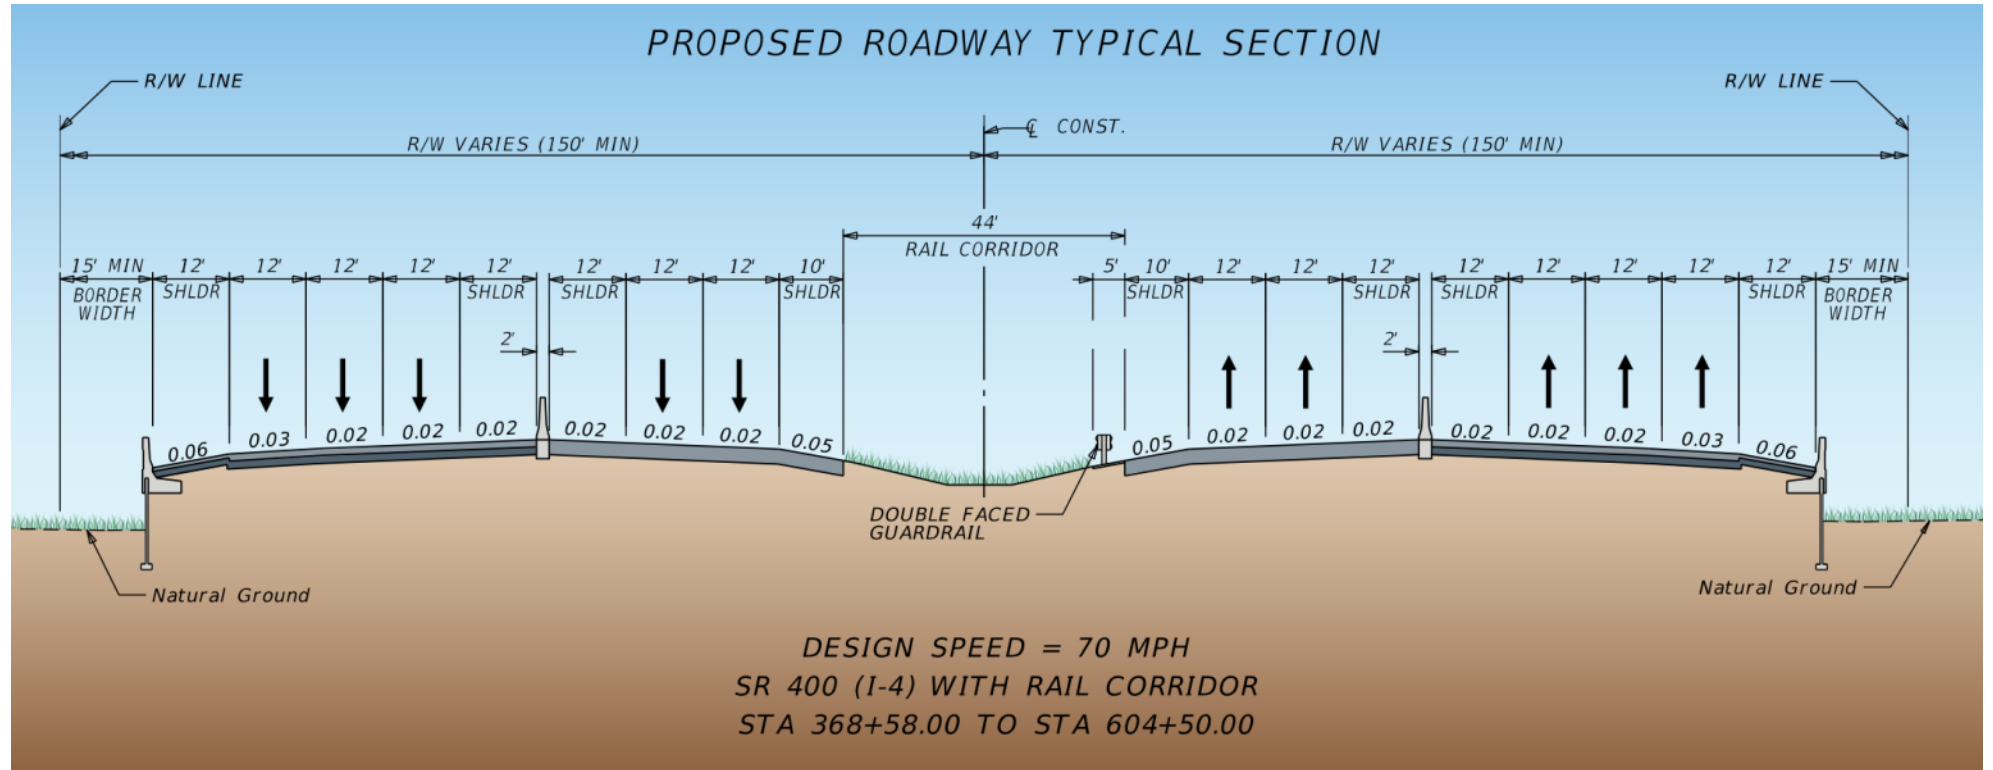 PROPOSED ROADWAY TYPICAL SECTION
R/W LINE
R/W LINE
℄ CONST.
R/W VARIES (150' MIN)
R/W VARIES (150' MIN)
44'
RAIL CORRIDOR
15' MIN 12' 12' 12' 12' 12' 12' 12' 12' 10' 5' 10' 12' 12' 12' 12' 12' 12' 12' 12' 15' MIN
BORDER WIDTH SHLDR SHLDR SHLDR SHLDR SHLDR SHLDR SHLDR SHLDR BORDER WIDTH
2' 2'
0.06 0.03 0.02 0.02 0.02 0.02 0.02 0.02 0.05 0.05 0.02 0.02 0.02 0.02 0.02 0.02 0.03 0.06
DOUBLE FACED
GUARDRAIL
Natural Ground
Natural Ground
DESIGN SPEED = 70 MPH
SR 400 (I-4) WITH RAIL CORRIDOR
STA 368+58.00 TO STA 604+50.00